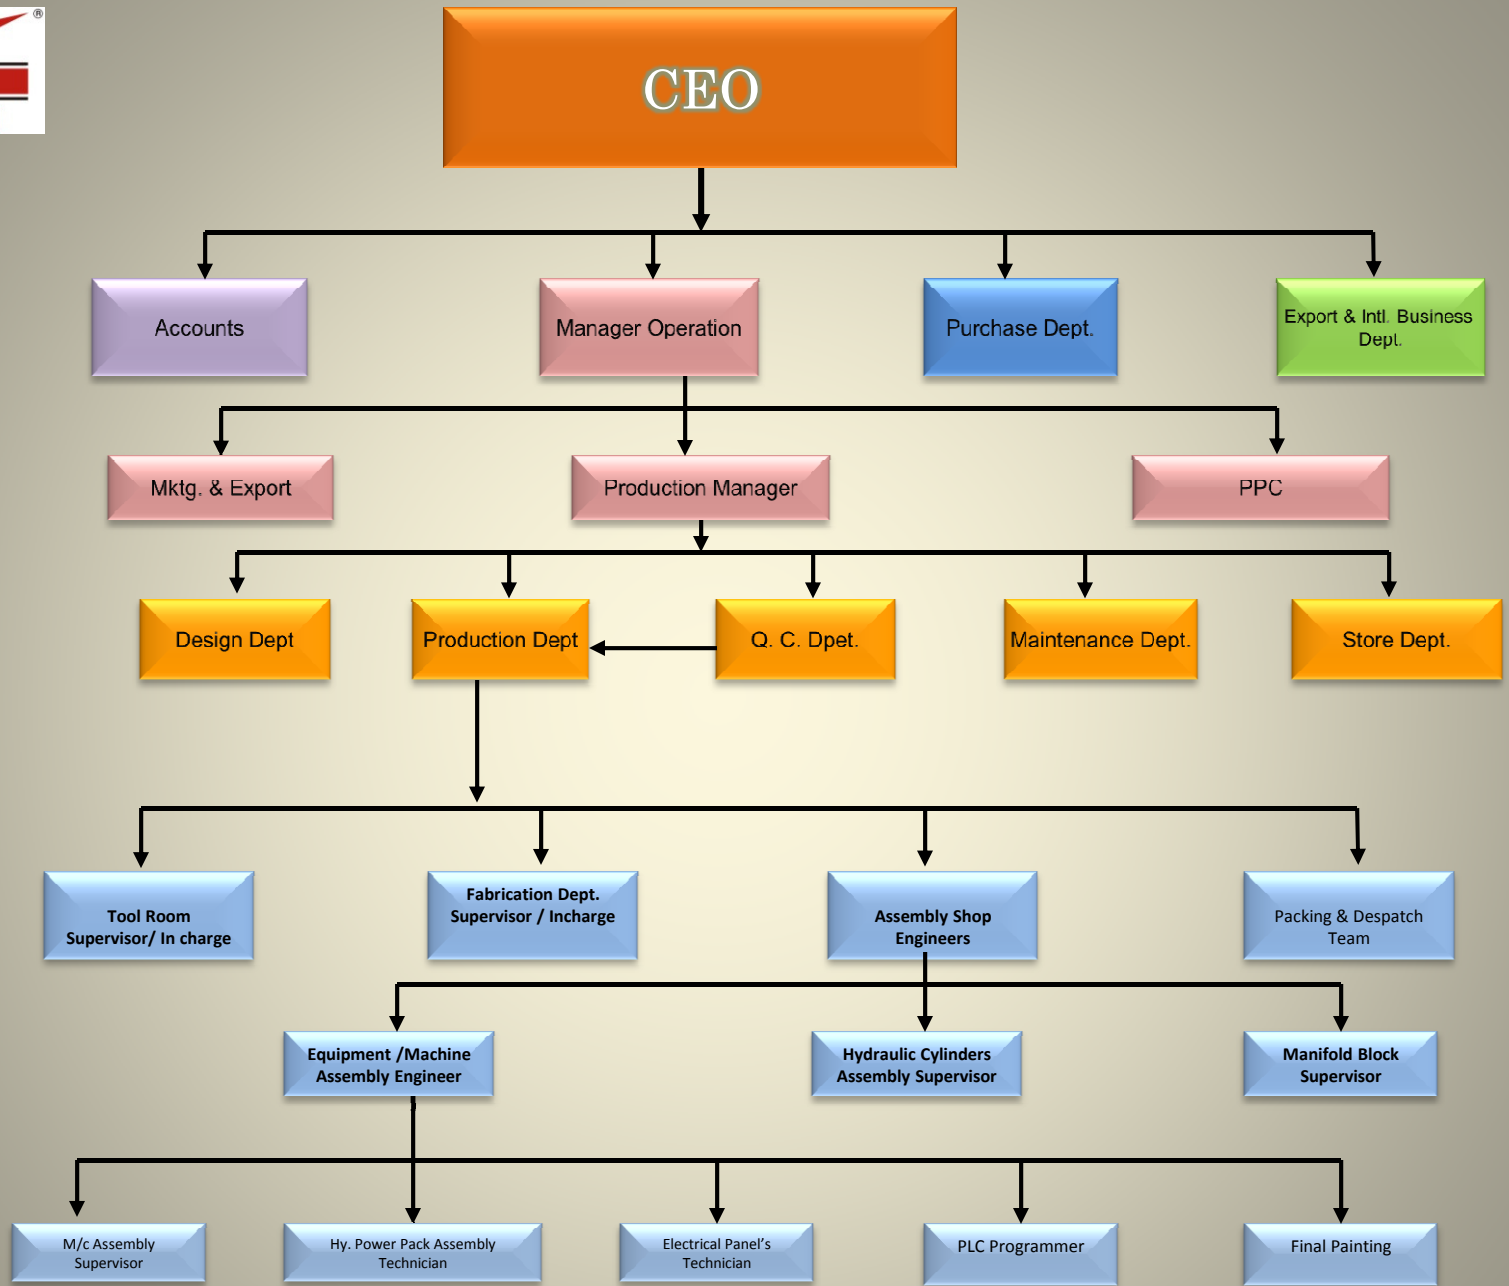 ®
CEO
Accounts
Manager Operation
Purchase Dept.
Export & Intl. Business
Dept.
Mktg. & Export
Production Manager
PPC
Design Dept
Production Dept
Q. C. Dpet.
Maintenance Dept.
Store Dept.
Tool Room
Supervisor/ In charge
Fabrication Dept.
Supervisor / Incharge
Assembly Shop
Engineers
Packing & Despatch
Team
Equipment /Machine
Assembly Engineer
Hydraulic Cylinders
Assembly Supervisor
Manifold Block
Supervisor
M/c Assembly
Supervisor
Hy. Power Pack Assembly
Technician
Electrical Panel's
Technician
PLC Programmer
Final Painting